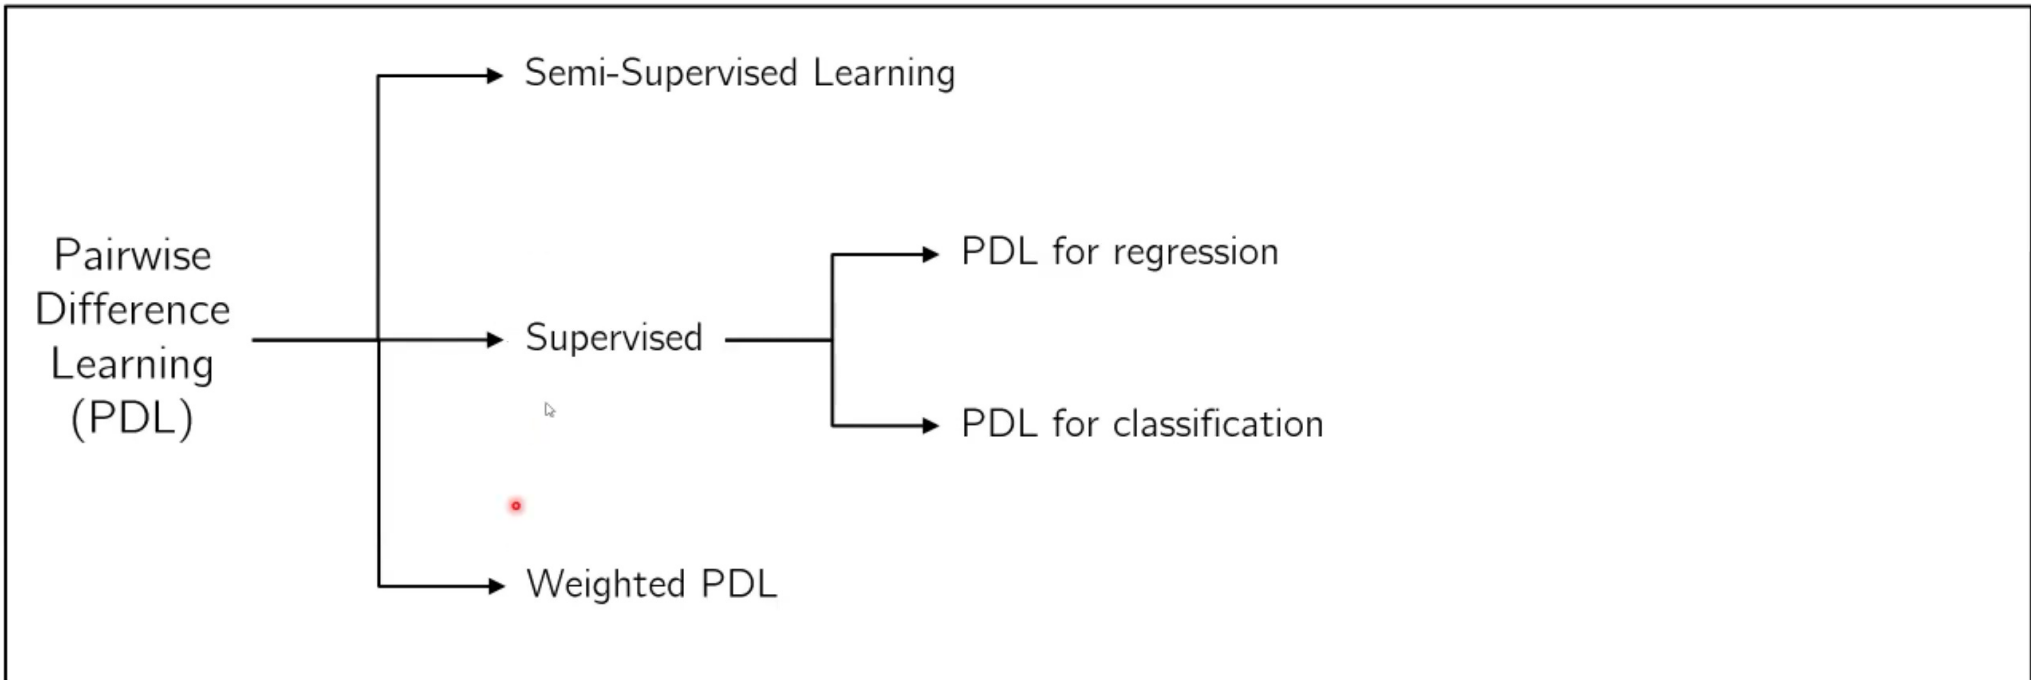 Semi-Supervised Learning
Pairwise
Difference
Learning
(PDL)
Supervised
PDL for regression
PDL for classification
Weighted PDL